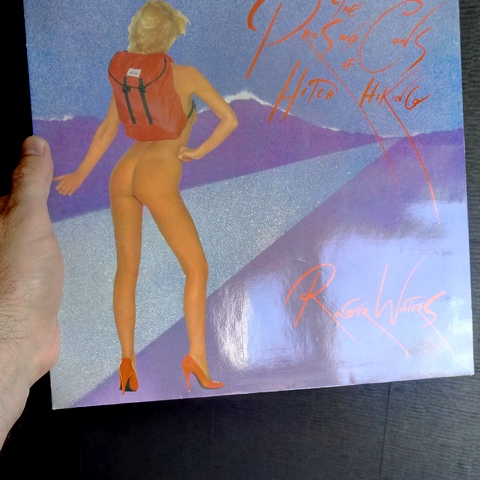 THE
PROS AND CONS
OF
HITCH HIKING
ROGER WATERS